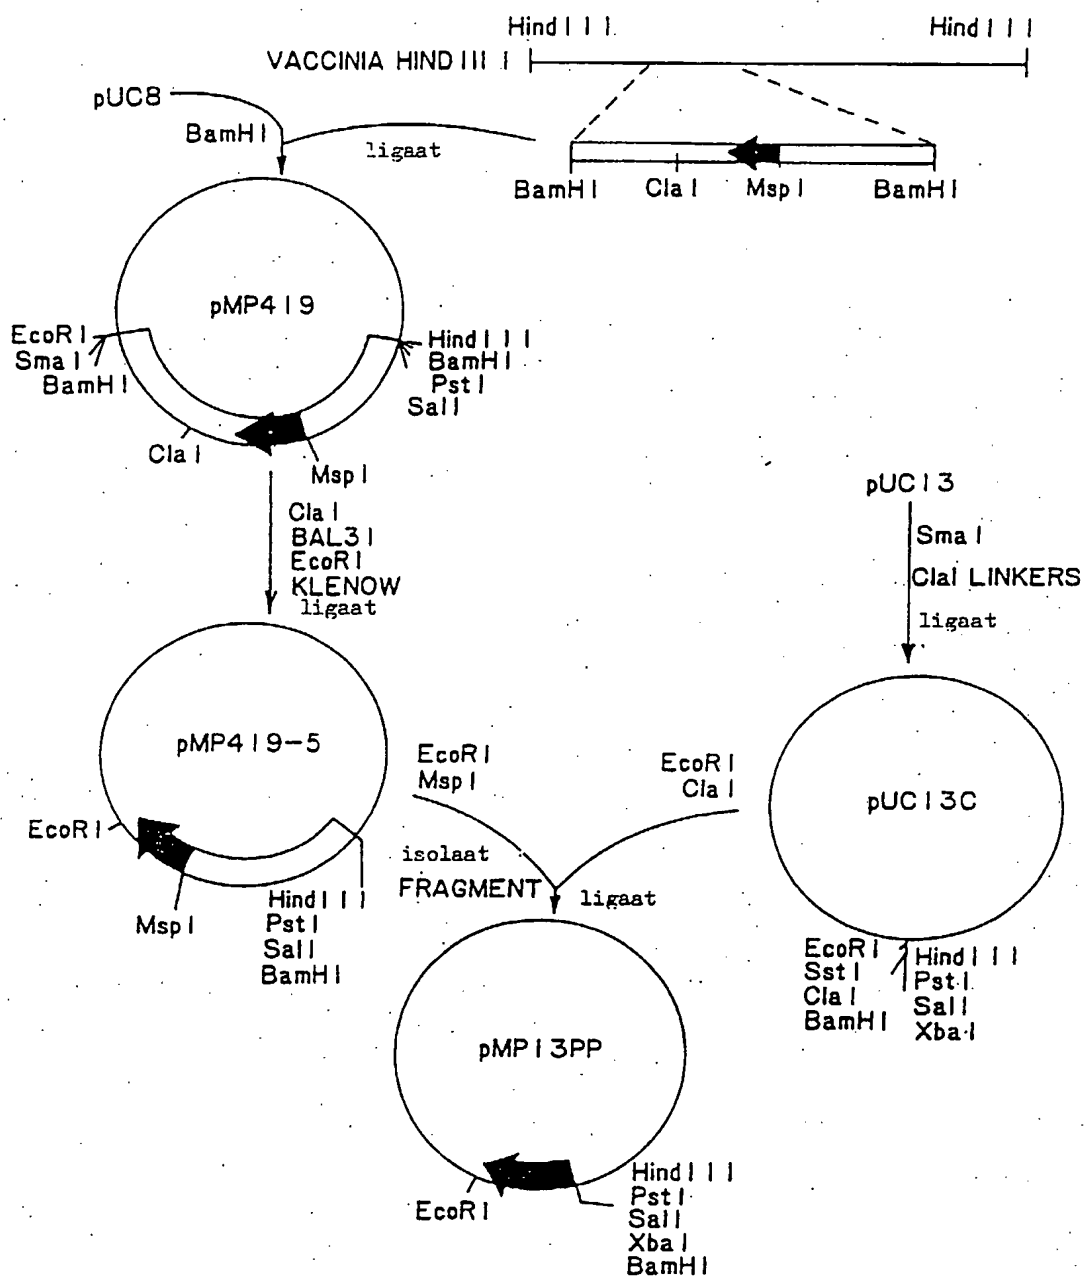 HindIII HindIII
VACCINIA HINDIII I
pUC8
BamHI
ligaat
BamHI ClaI MspI BamHI
pMP419
EcoRI
SmaI
BamHI
HindIII
BamHI
PstI
SalI
ClaI
MspI
ClaI
BAL31
EcoRI
KLENOW
ligaat
pUC13
SmaI
ClaI LINKERS
ligaat
pMP419-5
EcoRI
MspI
EcoRI
ClaI
pUC13C
EcoRI
isolaat
FRAGMENT
ligaat
MspI
HindIII
PstI
SalI
BamHI
EcoRI
SstI
ClaI
BamHI
HindIII
PstI
SalI
XbaI
pMP13PP
EcoRI
HindIII
PstI
SalI
XbaI
BamHI